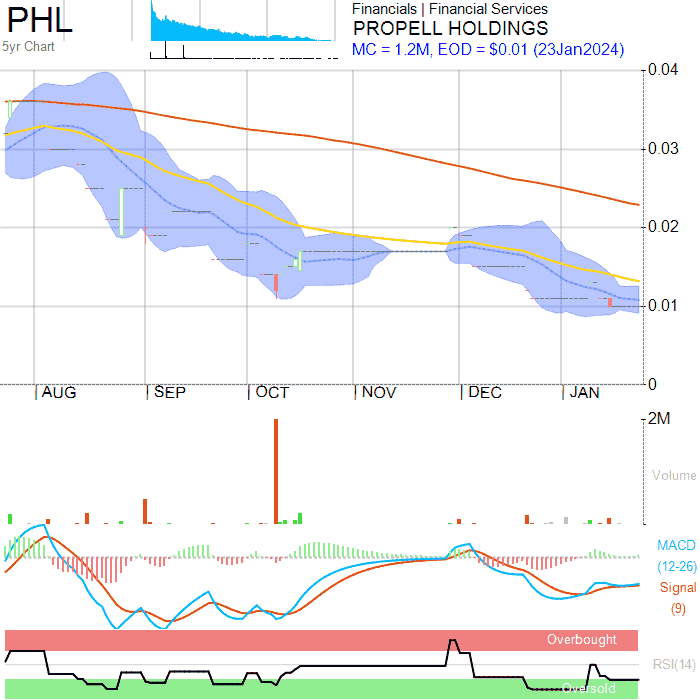 PHL
5yr Chart
Financials | Financial Services
PROPELL HOLDINGS
MC = 1.2M, EOD = $0.01 (23Jan2024)
0.04
0.03
0.02
0.01
0
AUG
SEP
OCT
NOV
DEC
JAN
2M
Volume
MACD
(12-26)
Signal
(9)
Overbought
RSI(14)
Oversold